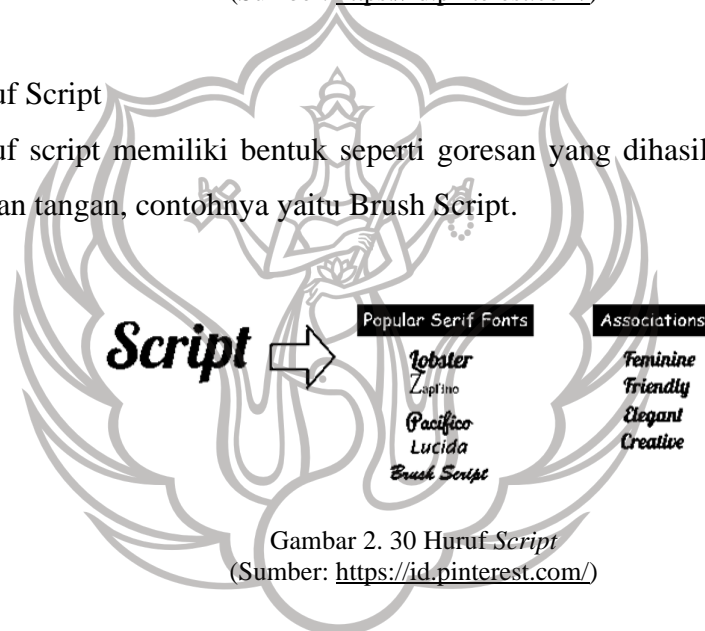 uf Script
uf script memiliki bentuk seperti goresan yang dihasil
an tangan, contohnya yaitu Brush Script.
Script
Popular Serif Fonts
Lobster
Zapfino
Pacifico
Lucida
Brush Script
Associations
Feminine
Friendly
Elegant
Creative
Gambar 2. 30 Huruf Script
(Sumber: https://id.pinterest.com/)